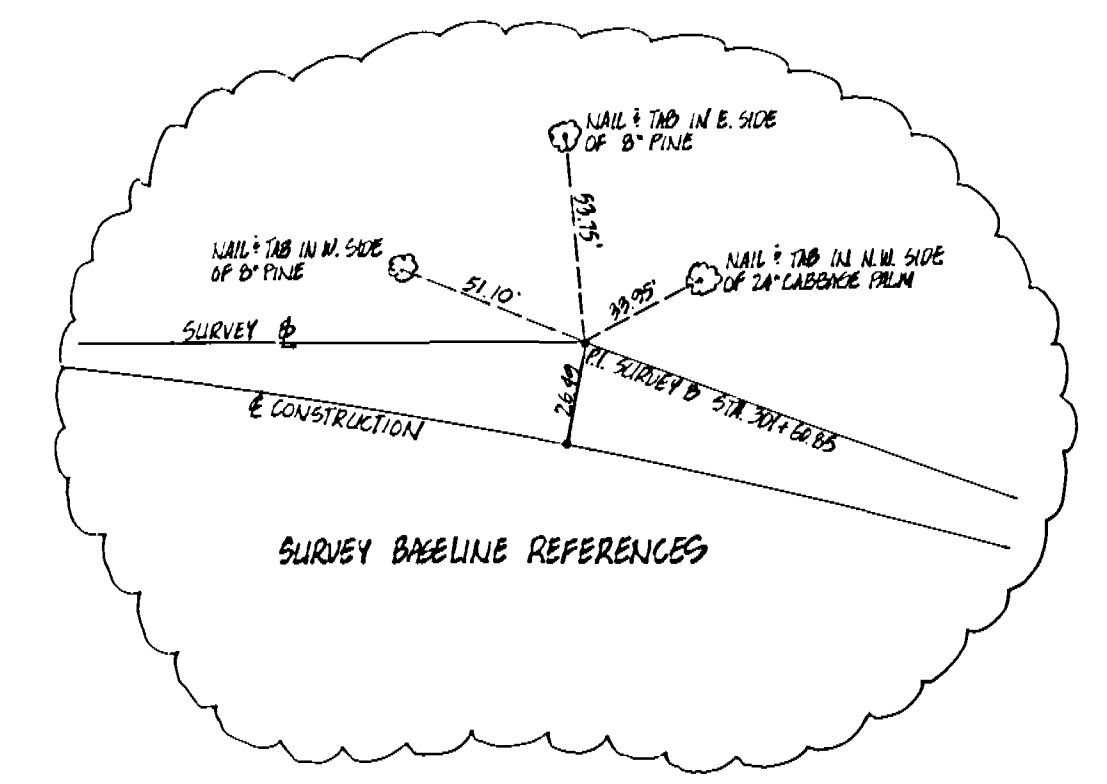 NAIL & TAB IN E. SIDE
OF 8" PINE
53.75'
NAIL & TAB IN W. SIDE
OF 8" PINE
51.10'
NAIL & TAB IN N.W. SIDE
OF 24" CABBAGE PALM
33.95'
SURVEY ℄
P.I. SURVEY B STA. 301+60.85
26.49
℄ CONSTRUCTION
SURVEY BASELINE REFERENCES